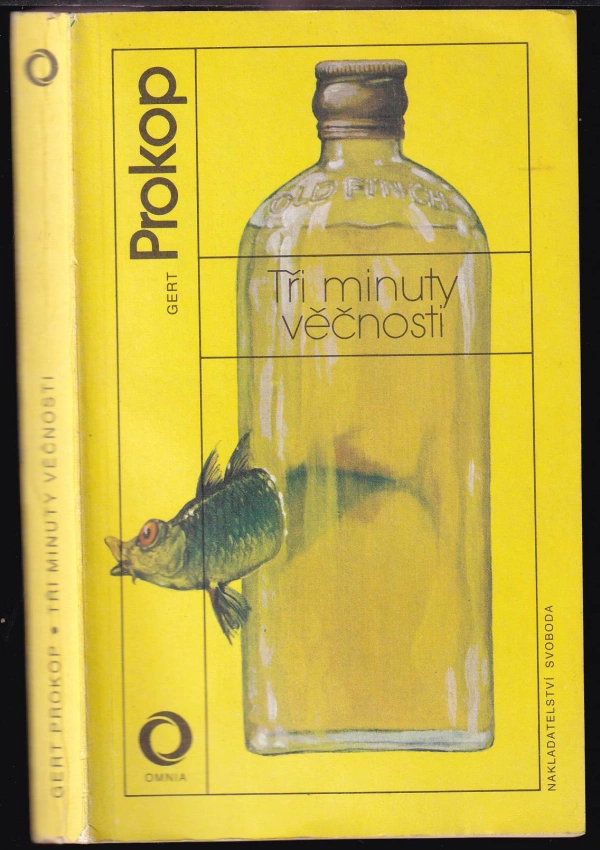 GERT PROKOP • TŘI MINUTY VĚČNOSTI
GERT
Prokop
OLD FINCH
Tři minuty
věčnosti
OMNIA
NAKLADATELSTVÍ SVOBODA